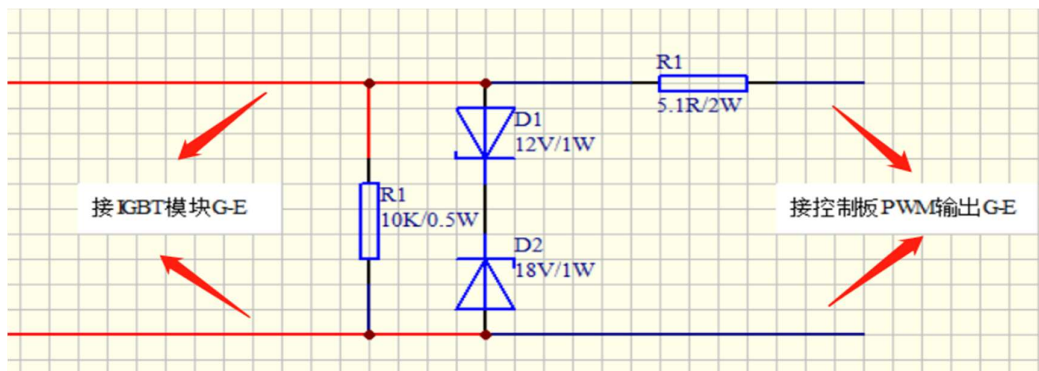 R1
5.1R/2W
D1
12V/1W
接IGBT模块G-E
R1
10K/0.5W
接控制板PWM输出G-E
D2
18V/1W